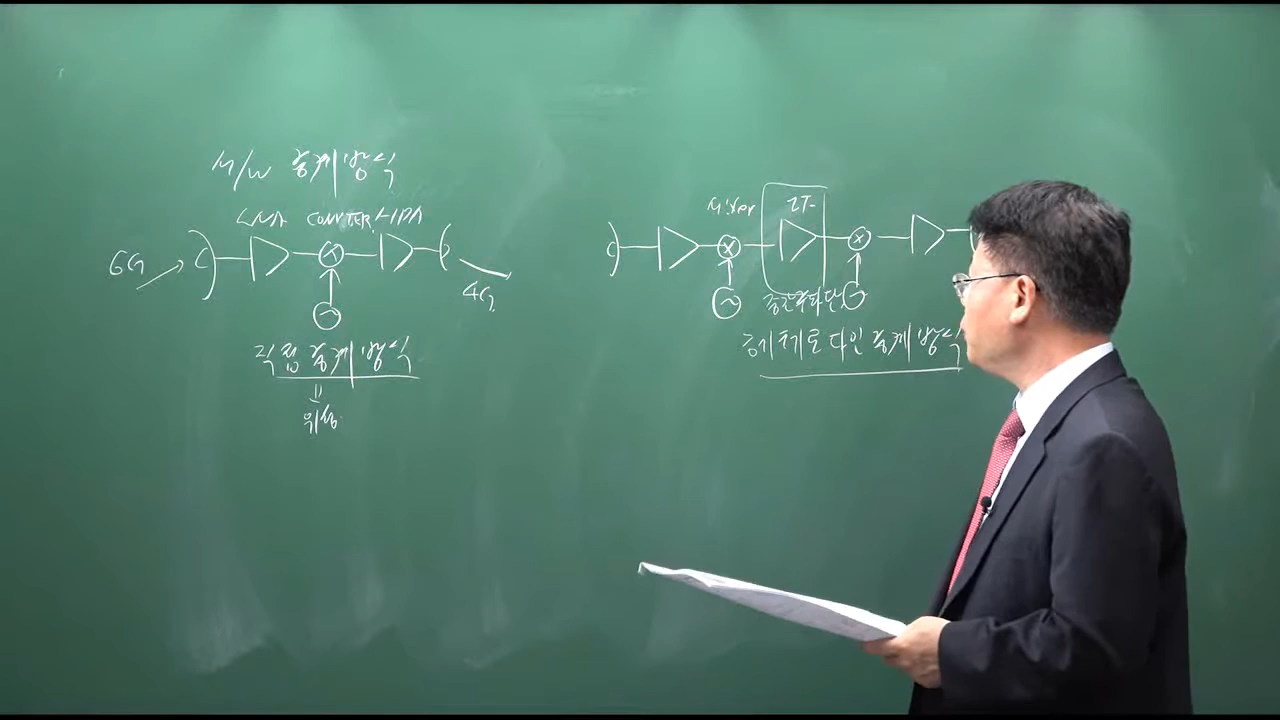 M/W 중계방식
LNA CONVTER HPA
6G
4G
직접중계방식
=
위성
Mixer IF
중간주파단
헤테로다인 중계방식